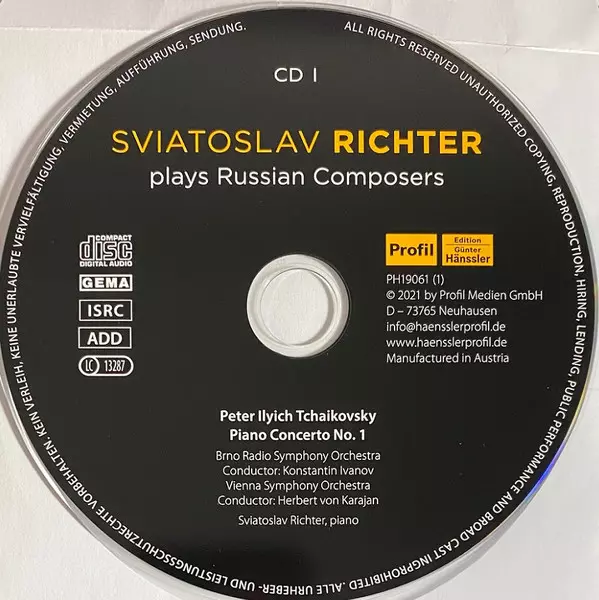 KEIN VERLEIH, KEINE UNERLAUBTE VERVIELFÄLTIGUNG, VERMIETUNG, AUFFÜHRUNG, SENDUNG.
ALL RIGHTS RESERVED UNAUTHORIZED COPYING, REPRODUCTION, HIRING, LENDING, PUBLIC PERFORMANCE AND BROAD CAST INGPROHIBITED.
ALLE URHEBER- UND LEISTUNGSSCHUTZRECHTE VORBEHALTEN.
CD I
SVIATOSLAV RICHTER
plays Russian Composers
COMPACT
disc
DIGITAL AUDIO
GEMA
ISRC
ADD
LC 13287
Profil
Edition
Günter
Hänssler
PH19061 (1)
© 2021 by Profil Medien GmbH
D – 73765 Neuhausen
info@haensslerprofil.de
www.haensslerprofil.de
Manufactured in Austria
Peter Ilyich Tchaikovsky
Piano Concerto No. 1
Brno Radio Symphony Orchestra
Conductor: Konstantin Ivanov
Vienna Symphony Orchestra
Conductor: Herbert von Karajan
Sviatoslav Richter, piano